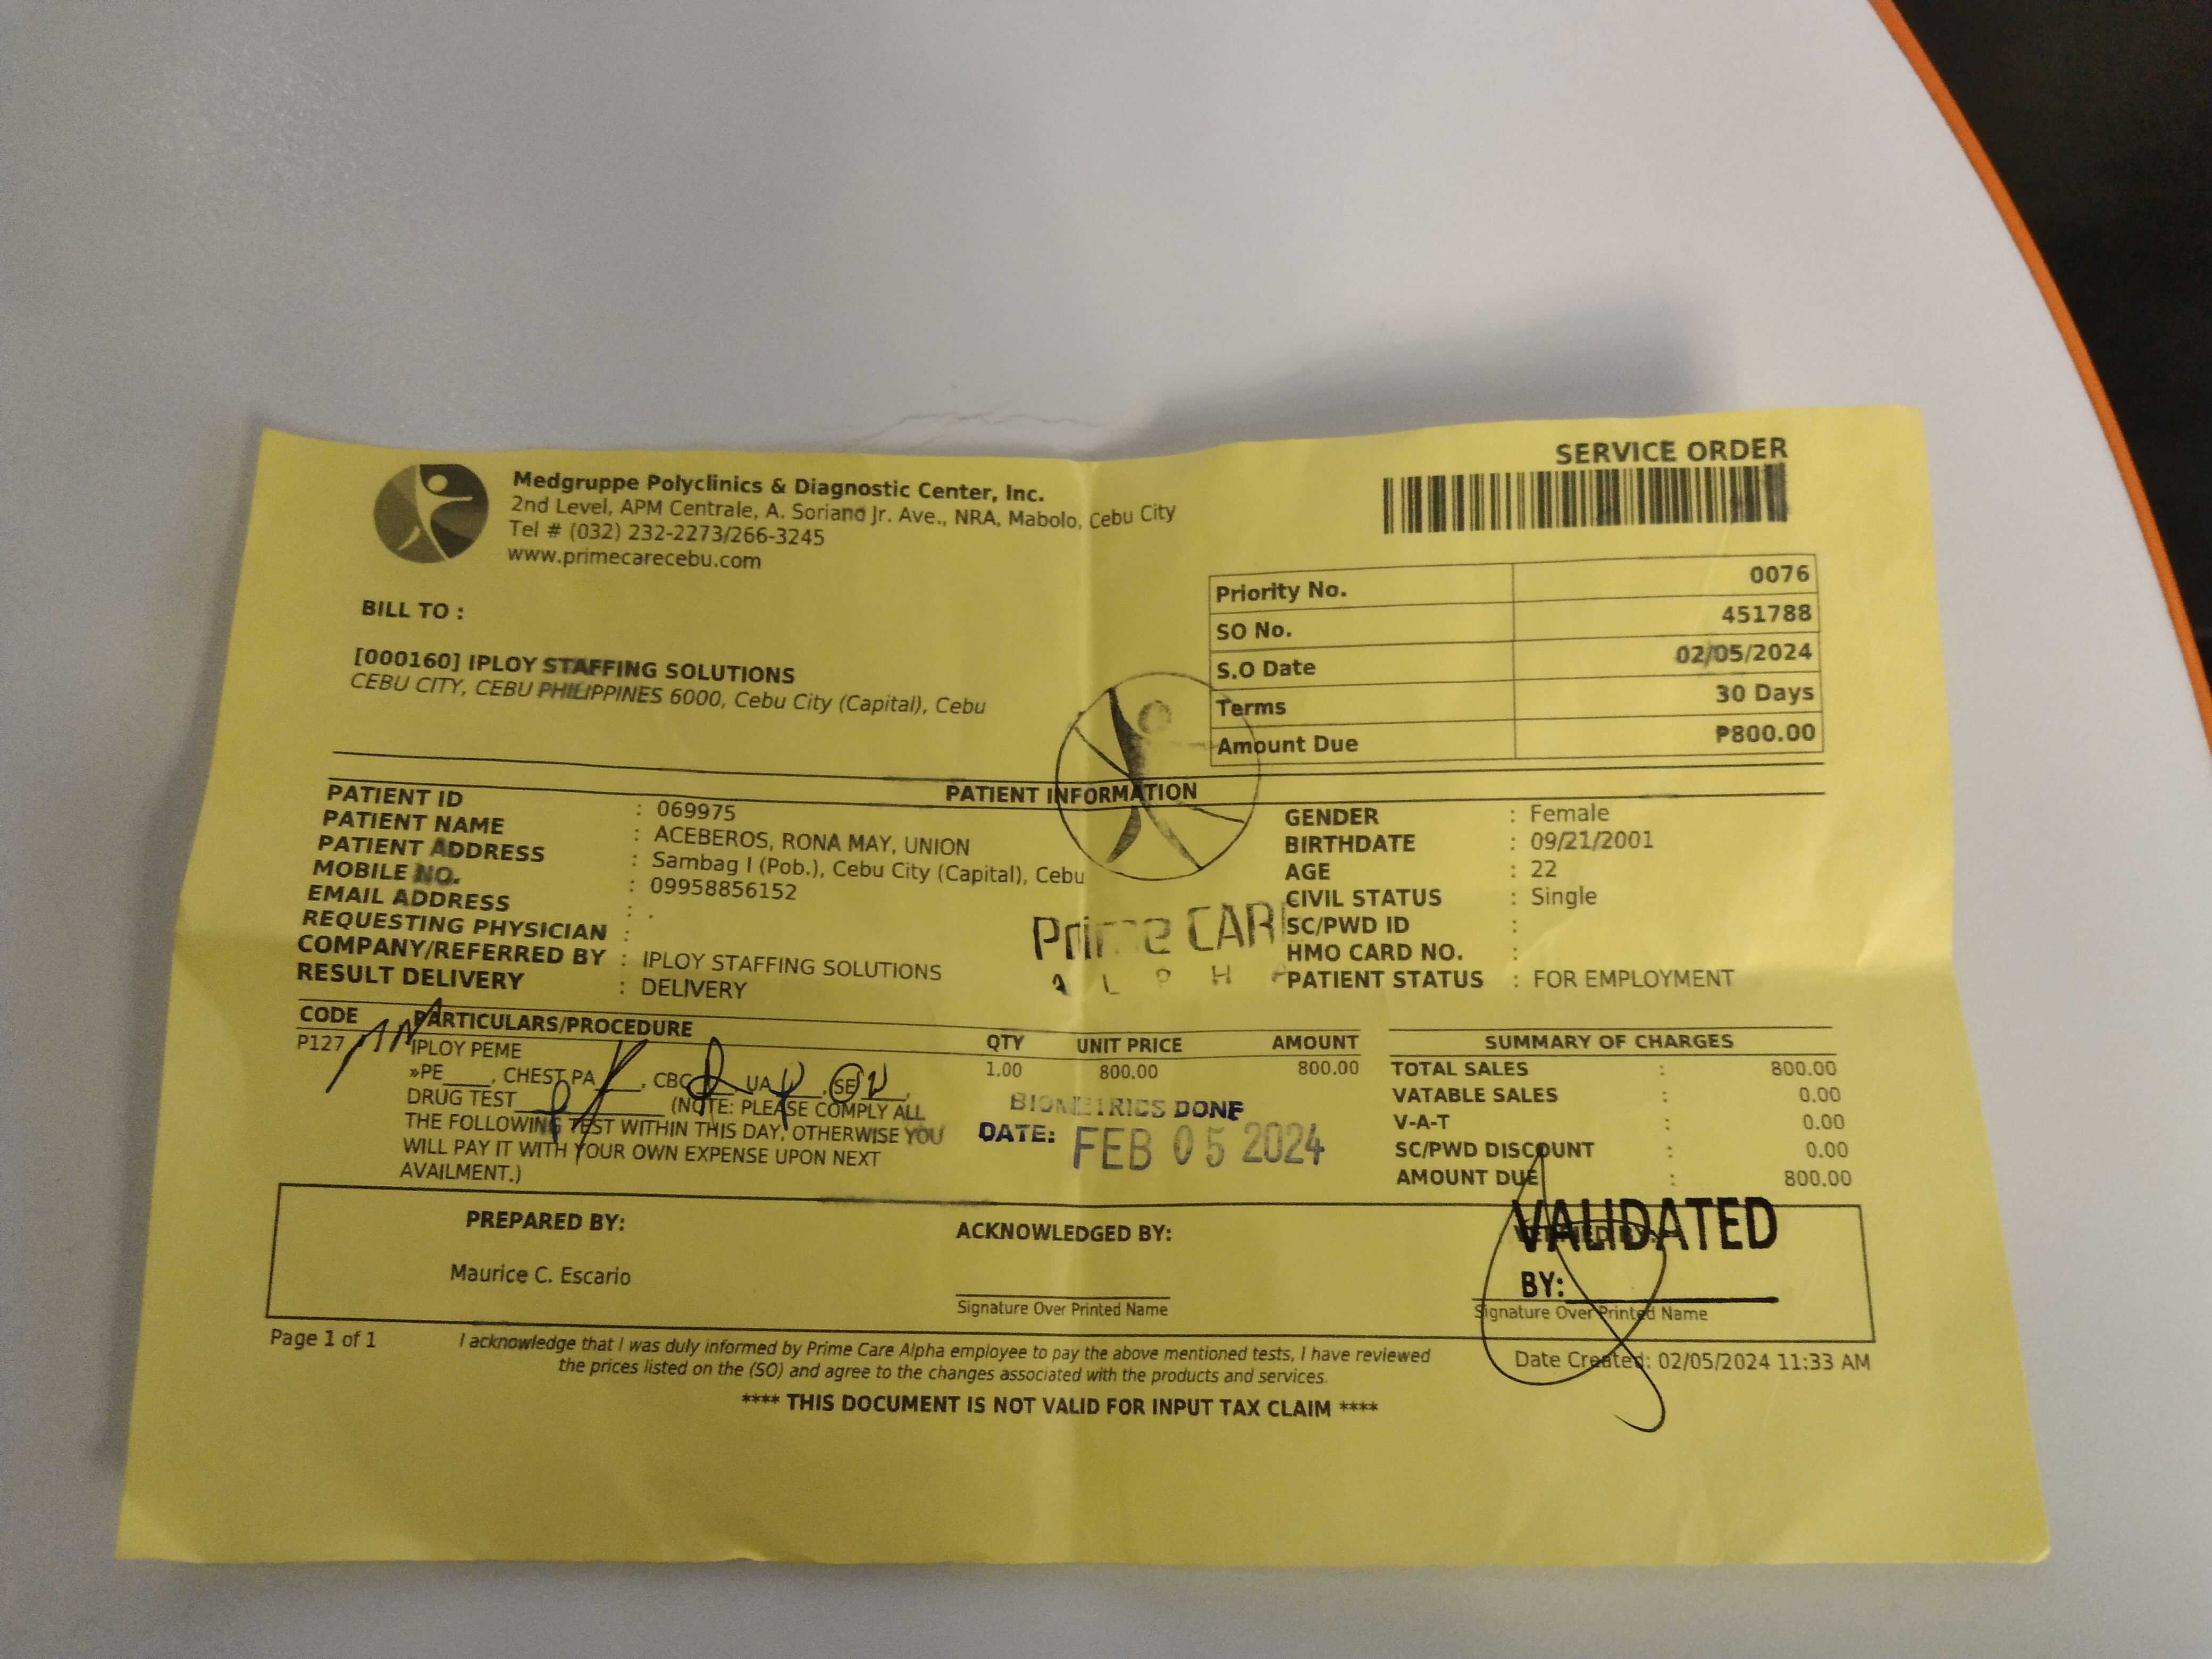 SERVICE ORDER
Medgruppe Polyclinics & Diagnostic Center, Inc.
2nd Level, APM Centrale, A. Soriano Jr. Ave., NRA, Mabolo, Cebu City
Tel # (032) 232-2273/266-3245
www.primecarecebu.com
Priority No. 0076
SO No. 451788
S.O Date 02/05/2024
Terms 30 Days
Amount Due ₱800.00
BILL TO :
[000160] IPLOY STAFFING SOLUTIONS
CEBU CITY, CEBU PHILIPPINES 6000, Cebu City (Capital), Cebu
PATIENT INFORMATION
PATIENT ID : 069975
PATIENT NAME : ACEBEROS, RONA MAY, UNION
PATIENT ADDRESS : Sambag I (Pob.), Cebu City (Capital), Cebu
MOBILE NO. : 09958856152
EMAIL ADDRESS : .
REQUESTING PHYSICIAN :
COMPANY/REFERRED BY : IPLOY STAFFING SOLUTIONS
RESULT DELIVERY : DELIVERY
GENDER : Female
BIRTHDATE : 09/21/2001
AGE : 22
CIVIL STATUS : Single
SC/PWD ID :
HMO CARD NO. :
PATIENT STATUS : FOR EMPLOYMENT
Prime CARE
ALPHA
CODE PARTICULARS/PROCEDURE QTY UNIT PRICE AMOUNT
P127 IPLOY PEME 1.00 800.00 800.00
»PE____, CHEST PA____, CBC____, UA____, SE____,
DRUG TEST____________ (NOTE: PLEASE COMPLY ALL
THE FOLLOWING TEST WITHIN THIS DAY, OTHERWISE YOU
WILL PAY IT WITH YOUR OWN EXPENSE UPON NEXT
AVAILMENT.)
BIOMETRICS DONE
DATE: FEB 05 2024
SUMMARY OF CHARGES
TOTAL SALES : 800.00
VATABLE SALES : 0.00
V-A-T : 0.00
SC/PWD DISCOUNT : 0.00
AMOUNT DUE : 800.00
PREPARED BY:
Maurice C. Escario
ACKNOWLEDGED BY:
Signature Over Printed Name
VALIDATED
BY:
Signature Over Printed Name
Page 1 of 1
I acknowledge that I was duly informed by Prime Care Alpha employee to pay the above mentioned tests, I have reviewed
the prices listed on the (SO) and agree to the changes associated with the products and services.
Date Created: 02/05/2024 11:33 AM
**** THIS DOCUMENT IS NOT VALID FOR INPUT TAX CLAIM ****